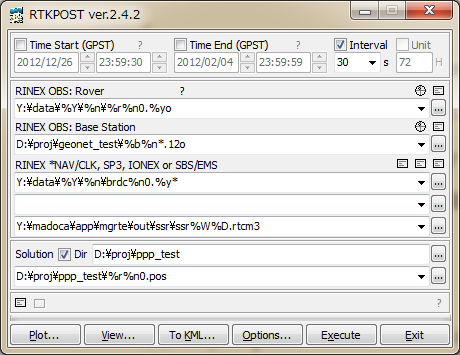 RTKPOST ver.2.4.2
Time Start (GPST) ? Time End (GPST) ? Interval Unit
2012/12/26 23:59:30 2012/02/04 23:59:59 30 s 72 H
RINEX OBS: Rover ?
Y:¥data¥%Y¥%n¥%r%n0.%yo ...
RINEX OBS: Base Station
D:¥proj¥geonet_test¥%b%n*.12o ...
RINEX *NAV/CLK, SP3, IONEX or SBS/EMS
Y:¥data¥%Y¥%n¥brdc%n0.%y* ...
...
Y:¥madoca¥app¥mgrte¥out¥ssr¥ssr%W%D.rtcm3 ...
Solution Dir D:¥proj¥ppp_test ...
D:¥proj¥ppp_test¥%r%n0.pos ...
?
Plot... View... To KML... Options... Execute Exit